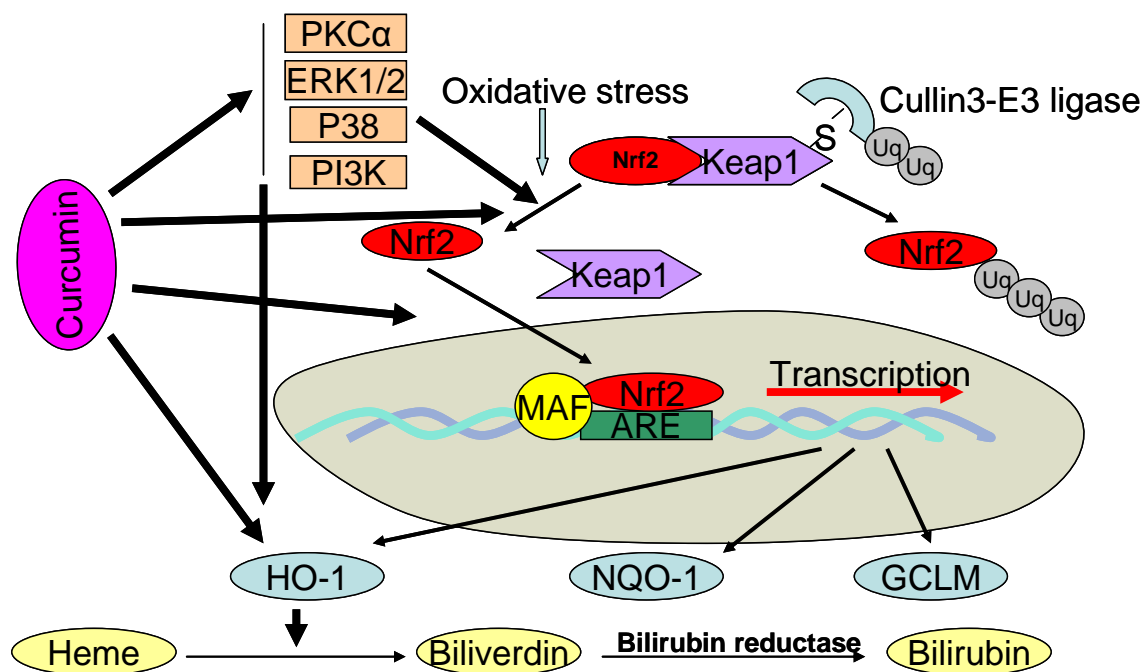 PKCα
ERK1/2
P38
PI3K
Oxidative stress
Cullin3-E3 ligase
S
Uq
Uq
Nrf2
Keap1
Curcumin
Nrf2
Nrf2
Keap1
Uq
Uq
Uq
Transcription
MAF
Nrf2
ARE
HO-1
NQO-1
GCLM
Heme
Biliverdin
Bilirubin reductase
Bilirubin